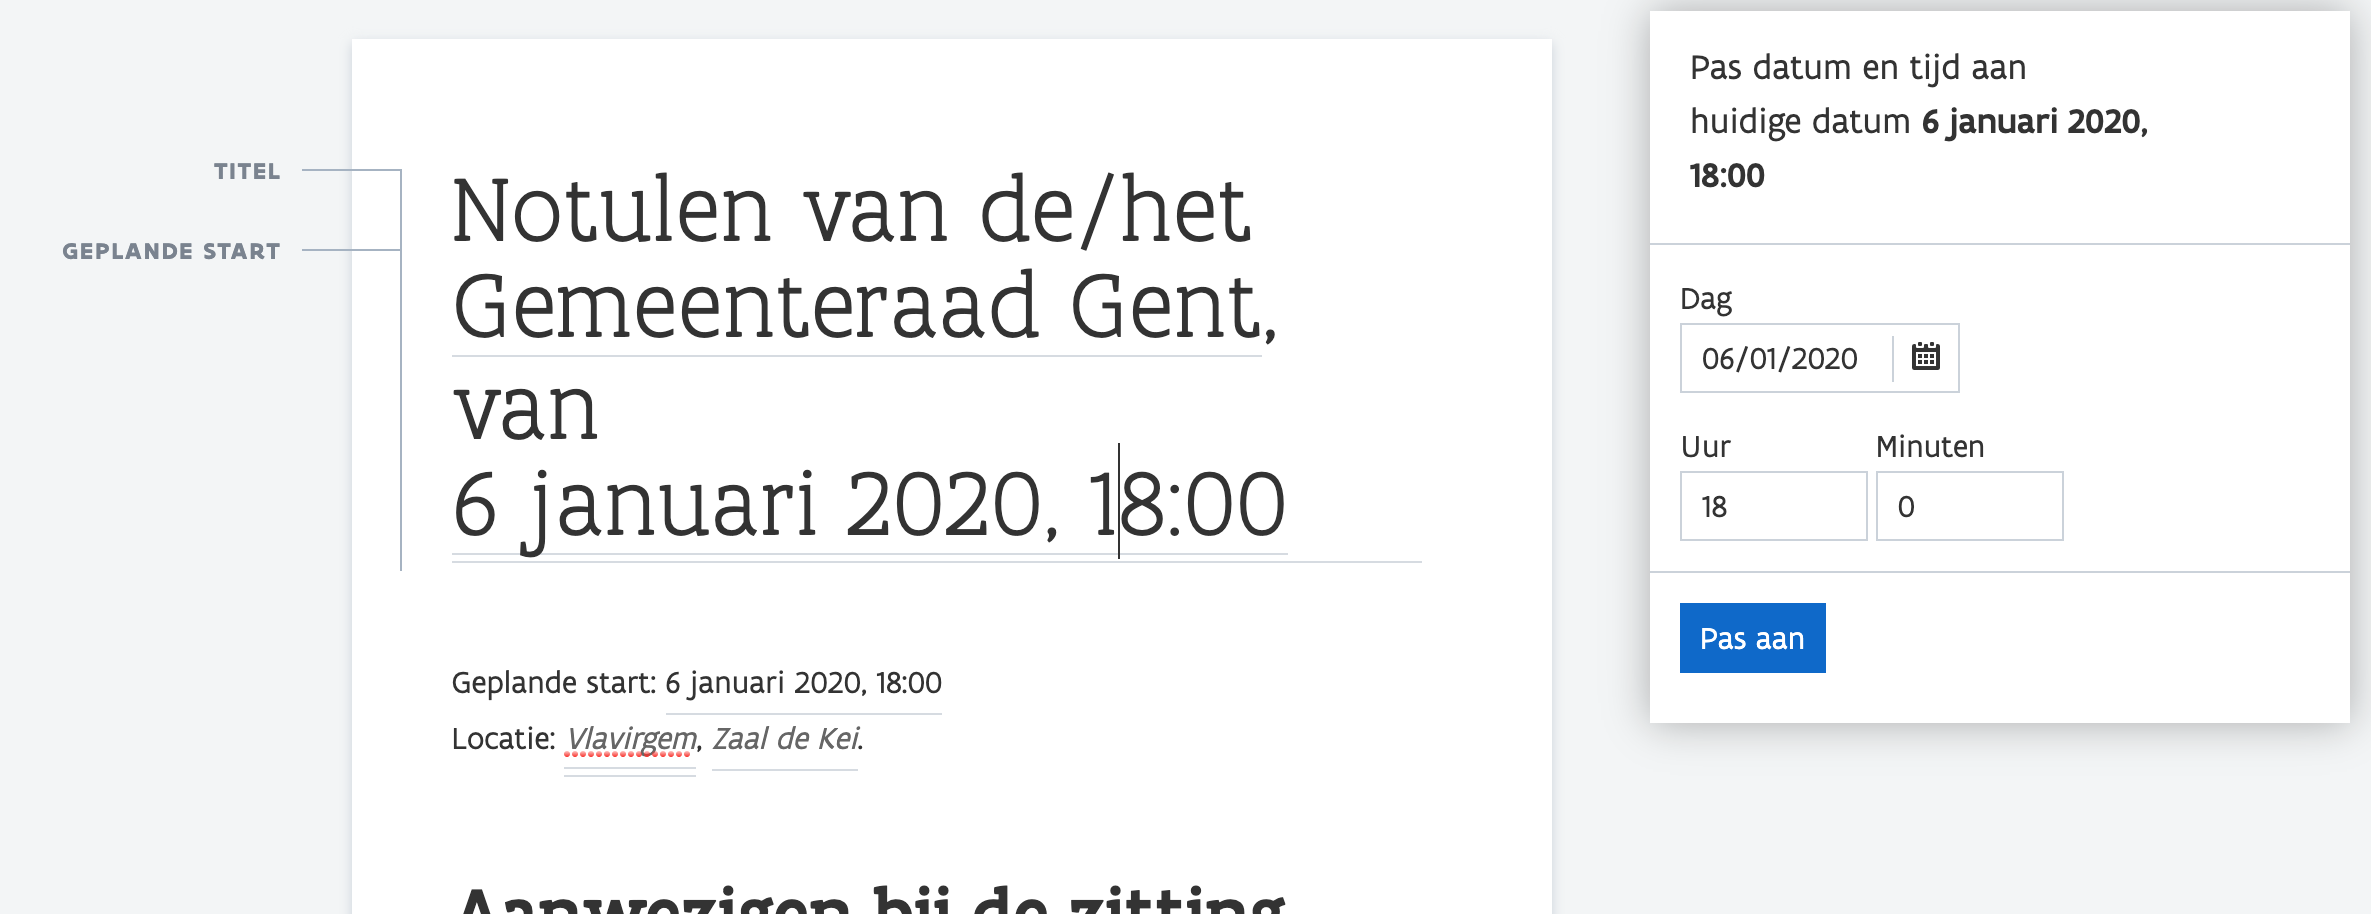 TITEL
GEPLANDE START
Notulen van de/het
Gemeenteraad Gent,
van
6 januari 2020, 18:00
Geplande start: 6 januari 2020, 18:00
Locatie: Vlavirgem, Zaal de Kei.
Aanwezigen bij de zitting
Pas datum en tijd aan
huidige datum 6 januari 2020,
18:00
Dag
06/01/2020
Uur Minuten
18 0
Pas aan